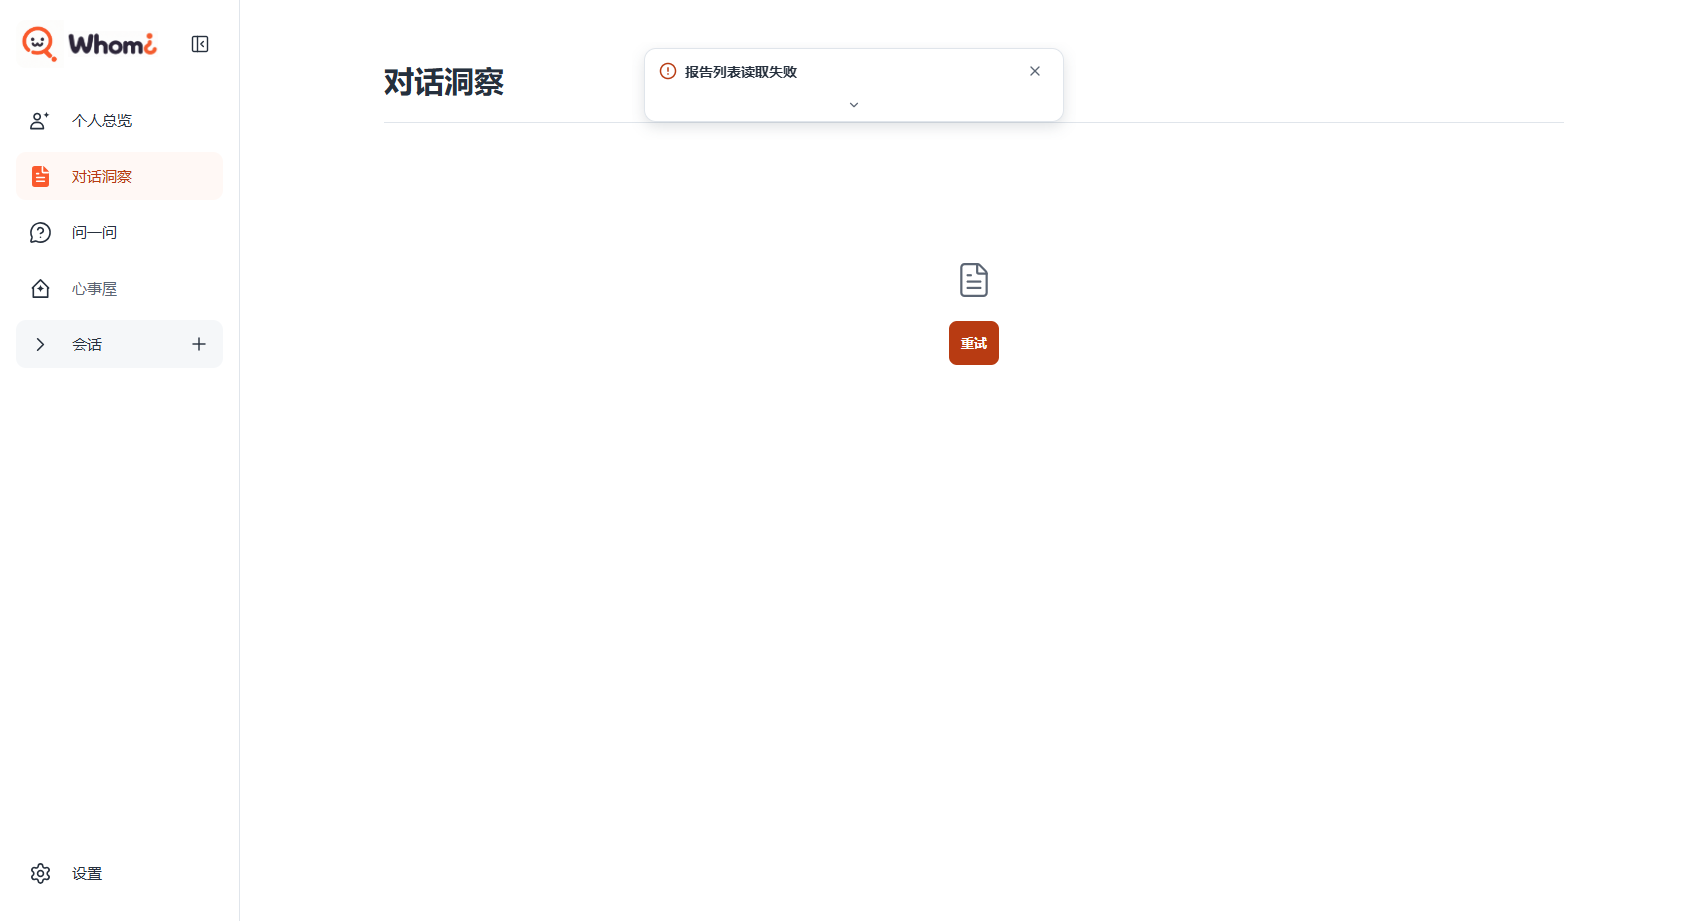 Whomi
个人总览
对话洞察
问一问
心事屋
会话
设置
对话洞察
报告列表读取失败
重试